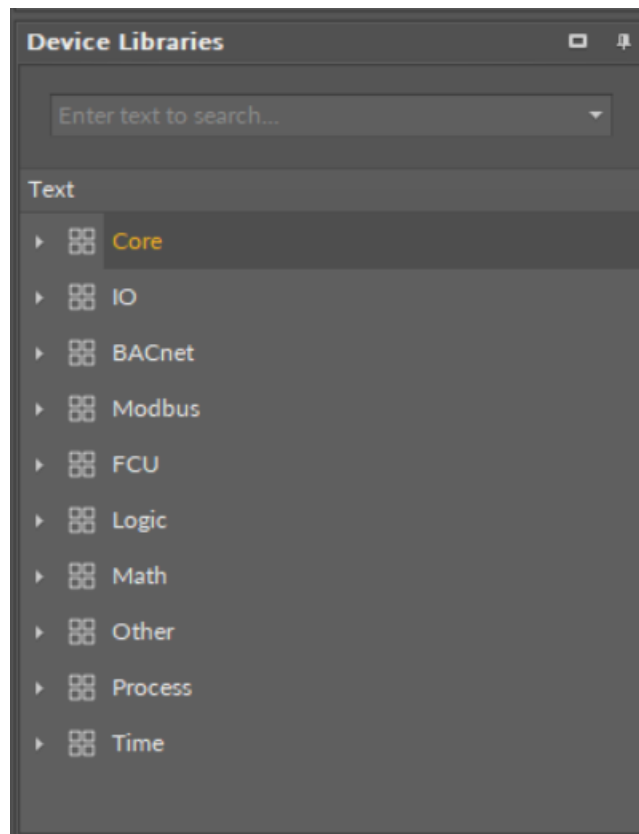 Device Libraries
Enter text to search...
Text
Core
IO
BACnet
Modbus
FCU
Logic
Math
Other
Process
Time